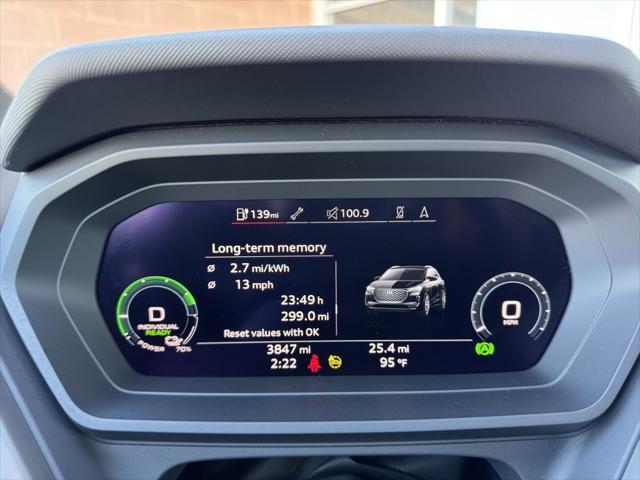 139mi 100.9
Long-term memory
Ø 2.7 mi/kWh
Ø 13 mph
23:49 h
299.0 mi
Reset values with OK
D
INDIVIDUAL
READY
POWER 70%
0
MPH
3847 mi 25.4 mi
2:22 95 °F